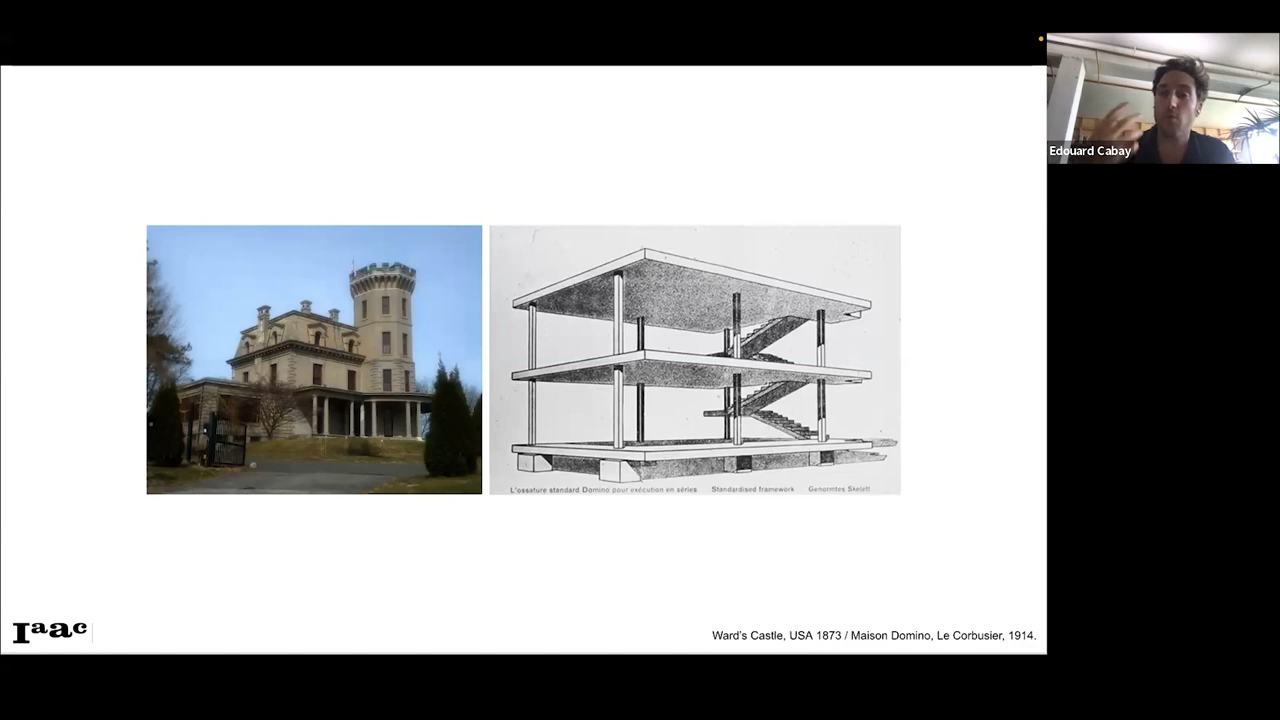 Edouard Cabay
L'ossature standard Domino pour exécution en séries Standardised framework Genormtes Skelett
Iaac
Ward's Castle, USA 1873 / Maison Domino, Le Corbusier, 1914.